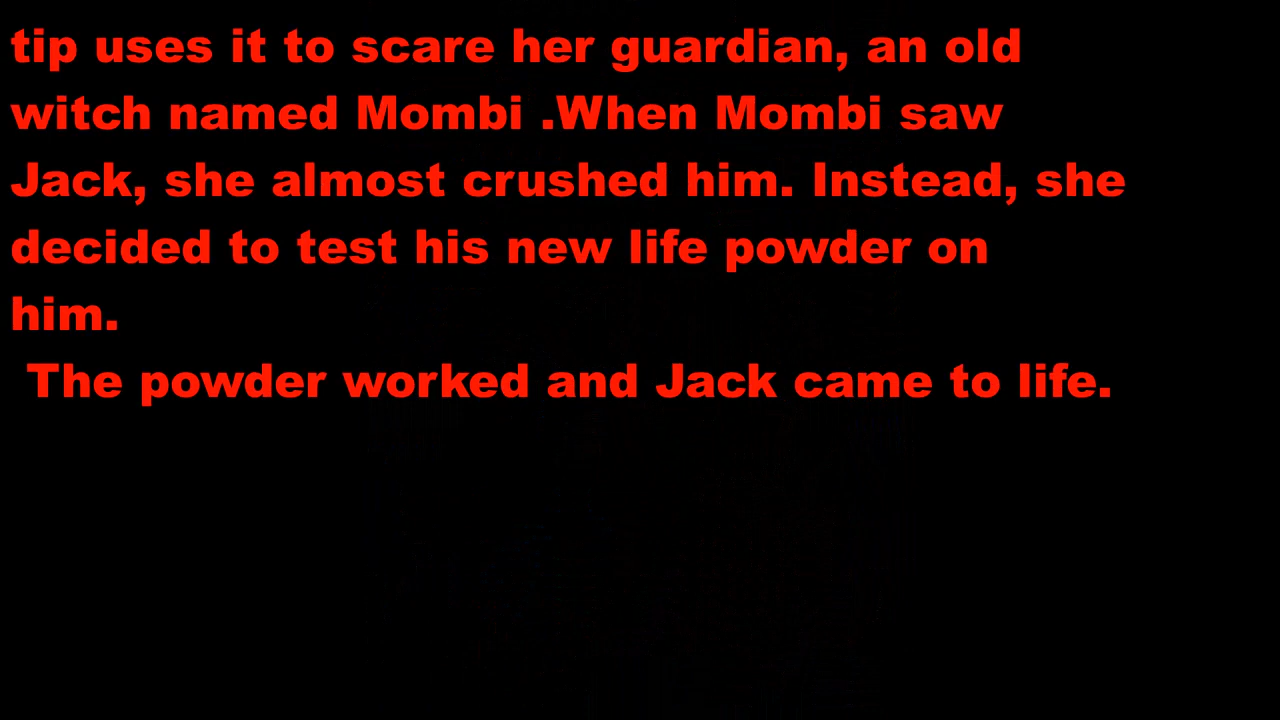 tip uses it to scare her guardian, an old
witch named Mombi .When Mombi saw
Jack, she almost crushed him. Instead, she
decided to test his new life powder on
him.
The powder worked and Jack came to life.